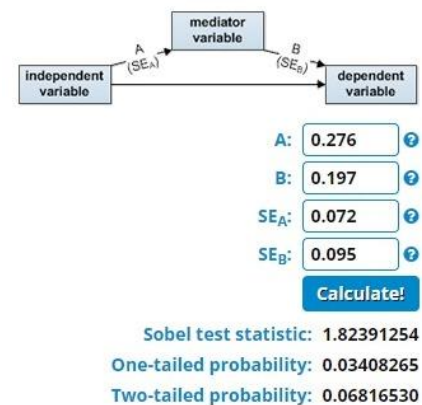 mediator
variable
A
(SEA)
B
(SEB)
independent
variable
dependent
variable
A: 0.276 ?
B: 0.197 ?
SEA: 0.072 ?
SEB: 0.095 ?
Calculate!
Sobel test statistic: 1.82391254
One-tailed probability: 0.03408265
Two-tailed probability: 0.06816530